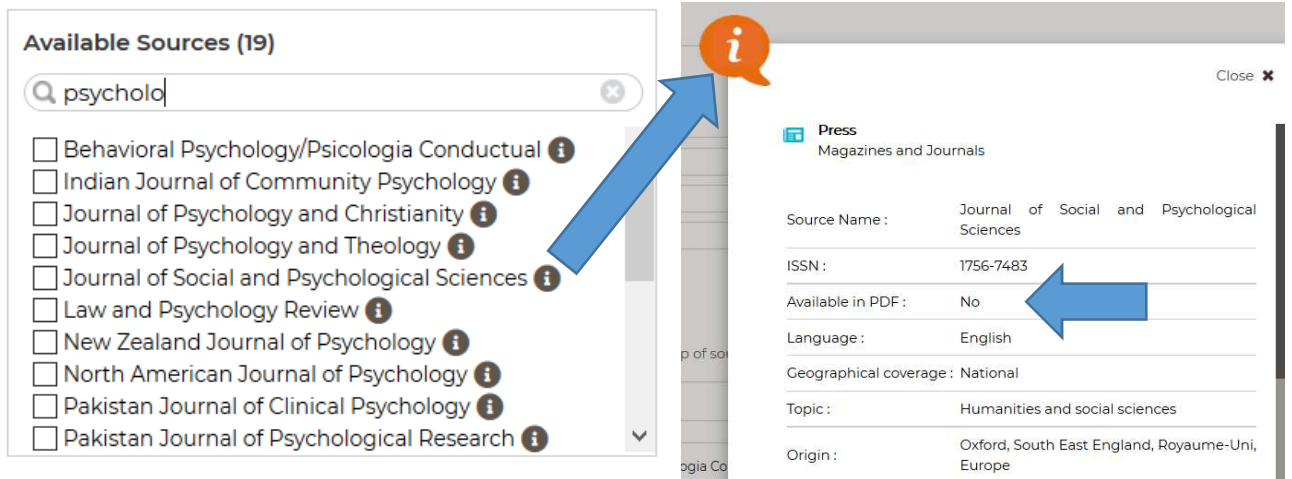 Available Sources (19)
psycholo
Behavioral Psychology/Psicologia Conductual
Indian Journal of Community Psychology
Journal of Psychology and Christianity
Journal of Psychology and Theology
Journal of Social and Psychological Sciences
Law and Psychology Review
New Zealand Journal of Psychology
North American Journal of Psychology
Pakistan Journal of Clinical Psychology
Pakistan Journal of Psychological Research
Close
Press
Magazines and Journals
Source Name : Journal of Social and Psychological
Sciences
ISSN : 1756-7483
Available in PDF : No
Language : English
Geographical coverage : National
Topic : Humanities and social sciences
Origin : Oxford, South East England, Royaume-Uni,
Europe
p of sou
ogia Co